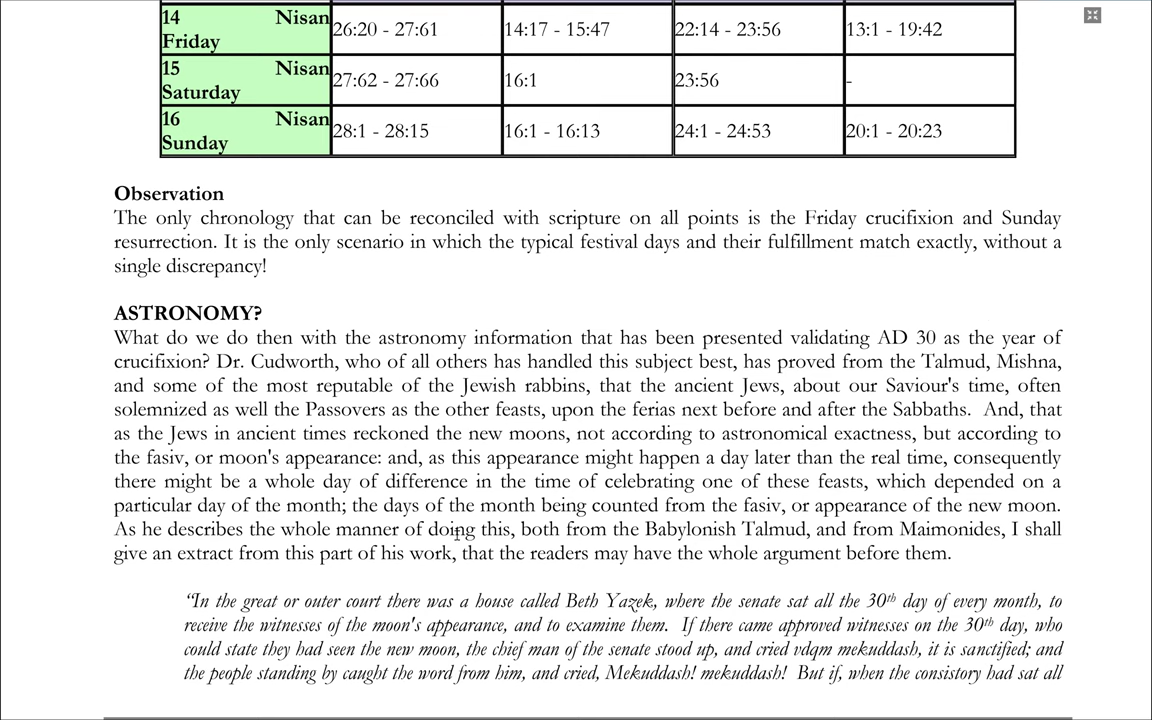 14 Nisan
Friday
26:20 - 27:61
14:17 - 15:47
22:14 - 23:56
13:1 - 19:42
15 Nisan
Saturday
27:62 - 27:66
16:1
23:56
-
16 Nisan
Sunday
28:1 - 28:15
16:1 - 16:13
24:1 - 24:53
20:1 - 20:23
Observation
The only chronology that can be reconciled with scripture on all points is the Friday crucifixion and Sunday
resurrection. It is the only scenario in which the typical festival days and their fulfillment match exactly, without a
single discrepancy!
ASTRONOMY?
What do we do then with the astronomy information that has been presented validating AD 30 as the year of
crucifixion? Dr. Cudworth, who of all others has handled this subject best, has proved from the Talmud, Mishna,
and some of the most reputable of the Jewish rabbins, that the ancient Jews, about our Saviour's time, often
solemnized as well the Passovers as the other feasts, upon the ferias next before and after the Sabbaths. And, that
as the Jews in ancient times reckoned the new moons, not according to astronomical exactness, but according to
the fasiv, or moon's appearance: and, as this appearance might happen a day later than the real time, consequently
there might be a whole day of difference in the time of celebrating one of these feasts, which depended on a
particular day of the month; the days of the month being counted from the fasiv, or appearance of the new moon.
As he describes the whole manner of doing this, both from the Babylonish Talmud, and from Maimonides, I shall
give an extract from this part of his work, that the readers may have the whole argument before them.
“In the great or outer court there was a house called Beth Yazek, where the senate sat all the 30th day of every month, to
receive the witnesses of the moon's appearance, and to examine them. If there came approved witnesses on the 30th day, who
could state they had seen the new moon, the chief man of the senate stood up, and cried vdqm mekuddash, it is sanctified; and
the people standing by caught the word from him, and cried, Mekuddash! mekuddash! But if, when the consistory had sat all